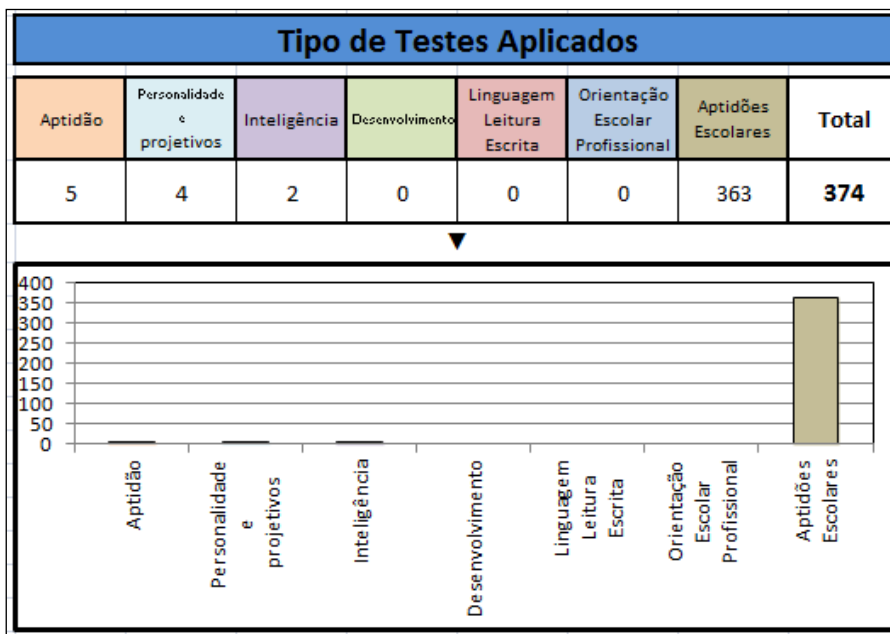 Tipo de Testes Aplicados
Aptidão
Personalidade
e
projetivos
Inteligência
Desenvolvimento
Linguagem
Leitura
Escrita
Orientação
Escolar
Profissional
Aptidões
Escolares
Total
5 4 2 0 0 0 363 374
▼
400
350
300
250
200
150
100
50
0
Aptidão
Personalidade
e
projetivos
Inteligência
Desenvolvimento
Linguagem
Leitura
Escrita
Orientação
Escolar
Profissional
Aptidões
Escolares